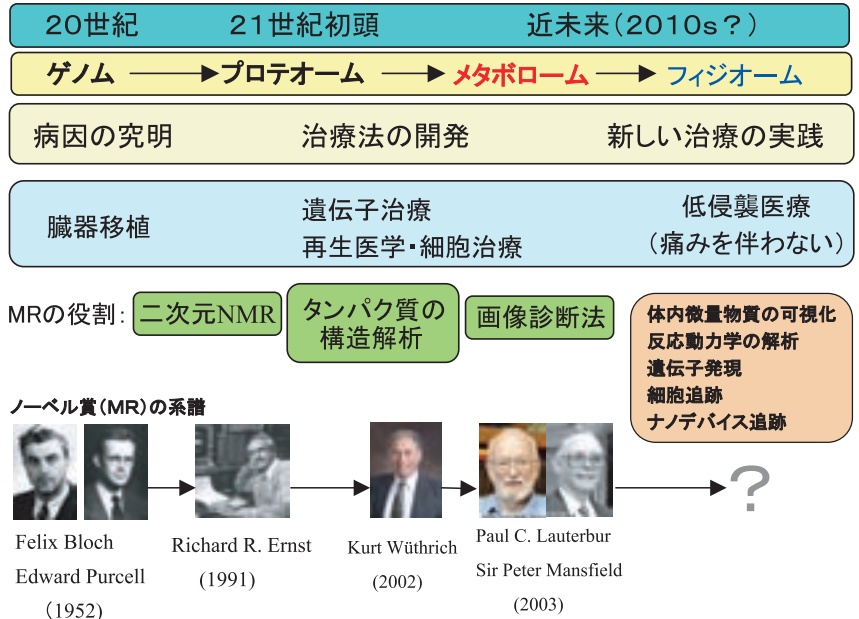 20世紀 21世紀初頭 近未来(2010s?)
ゲノム プロテオーム メタボローム フィジオーム
病因の究明 治療法の開発 新しい治療の実践
臓器移植
遺伝子治療
再生医学・細胞治療
低侵襲医療
(痛みを伴わない)
MRの役割:
二次元NMR
タンパク質の
構造解析
画像診断法
体内微量物質の可視化
反応動力学の解析
遺伝子発現
細胞追跡
ナノデバイス追跡
ノーベル賞(MR)の系譜
Felix Bloch
Edward Purcell
(1952)
Richard R. Ernst
(1991)
Kurt Wüthrich
(2002)
Paul C. Lauterbur
Sir Peter Mansfield
(2003)
?